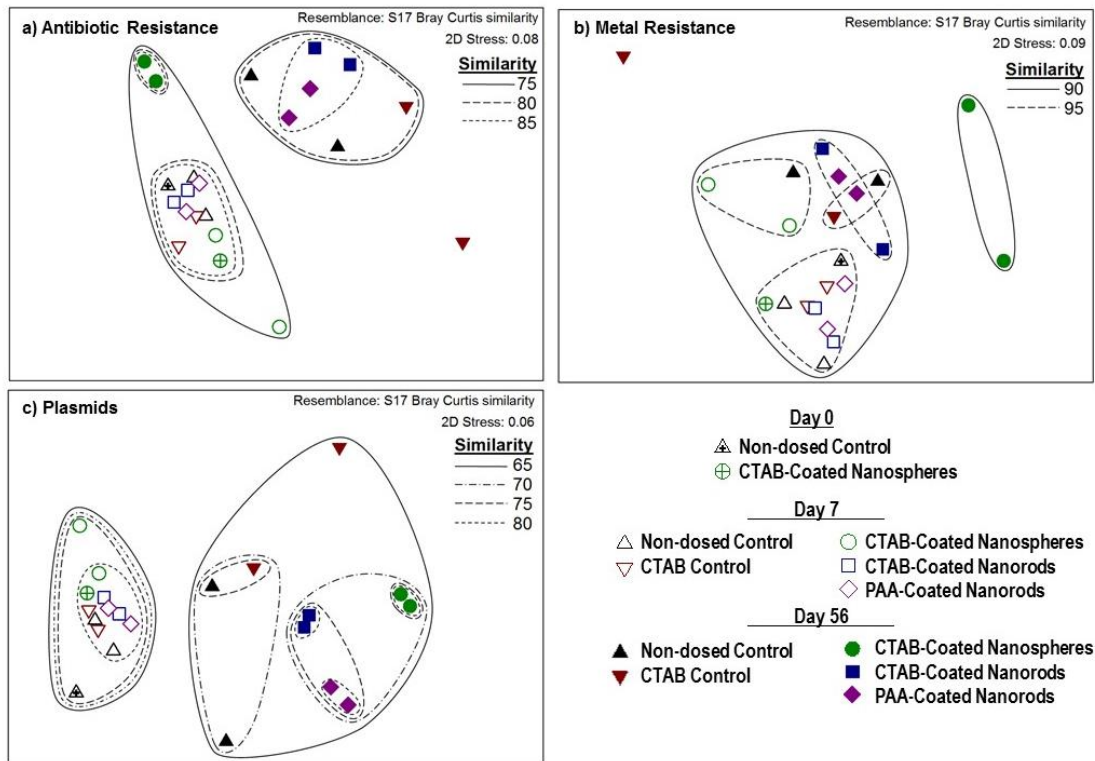 a) Antibiotic Resistance
Resemblance: S17 Bray Curtis similarity
2D Stress: 0.08
Similarity
75
80
85
b) Metal Resistance
Resemblance: S17 Bray Curtis similarity
2D Stress: 0.09
Similarity
90
95
c) Plasmids
Resemblance: S17 Bray Curtis similarity
2D Stress: 0.06
Similarity
65
70
75
80
Day 0
Non-dosed Control
CTAB-Coated Nanospheres
Day 7
Non-dosed Control
CTAB Control
CTAB-Coated Nanospheres
CTAB-Coated Nanorods
PAA-Coated Nanorods
Day 56
Non-dosed Control
CTAB Control
CTAB-Coated Nanospheres
CTAB-Coated Nanorods
PAA-Coated Nanorods